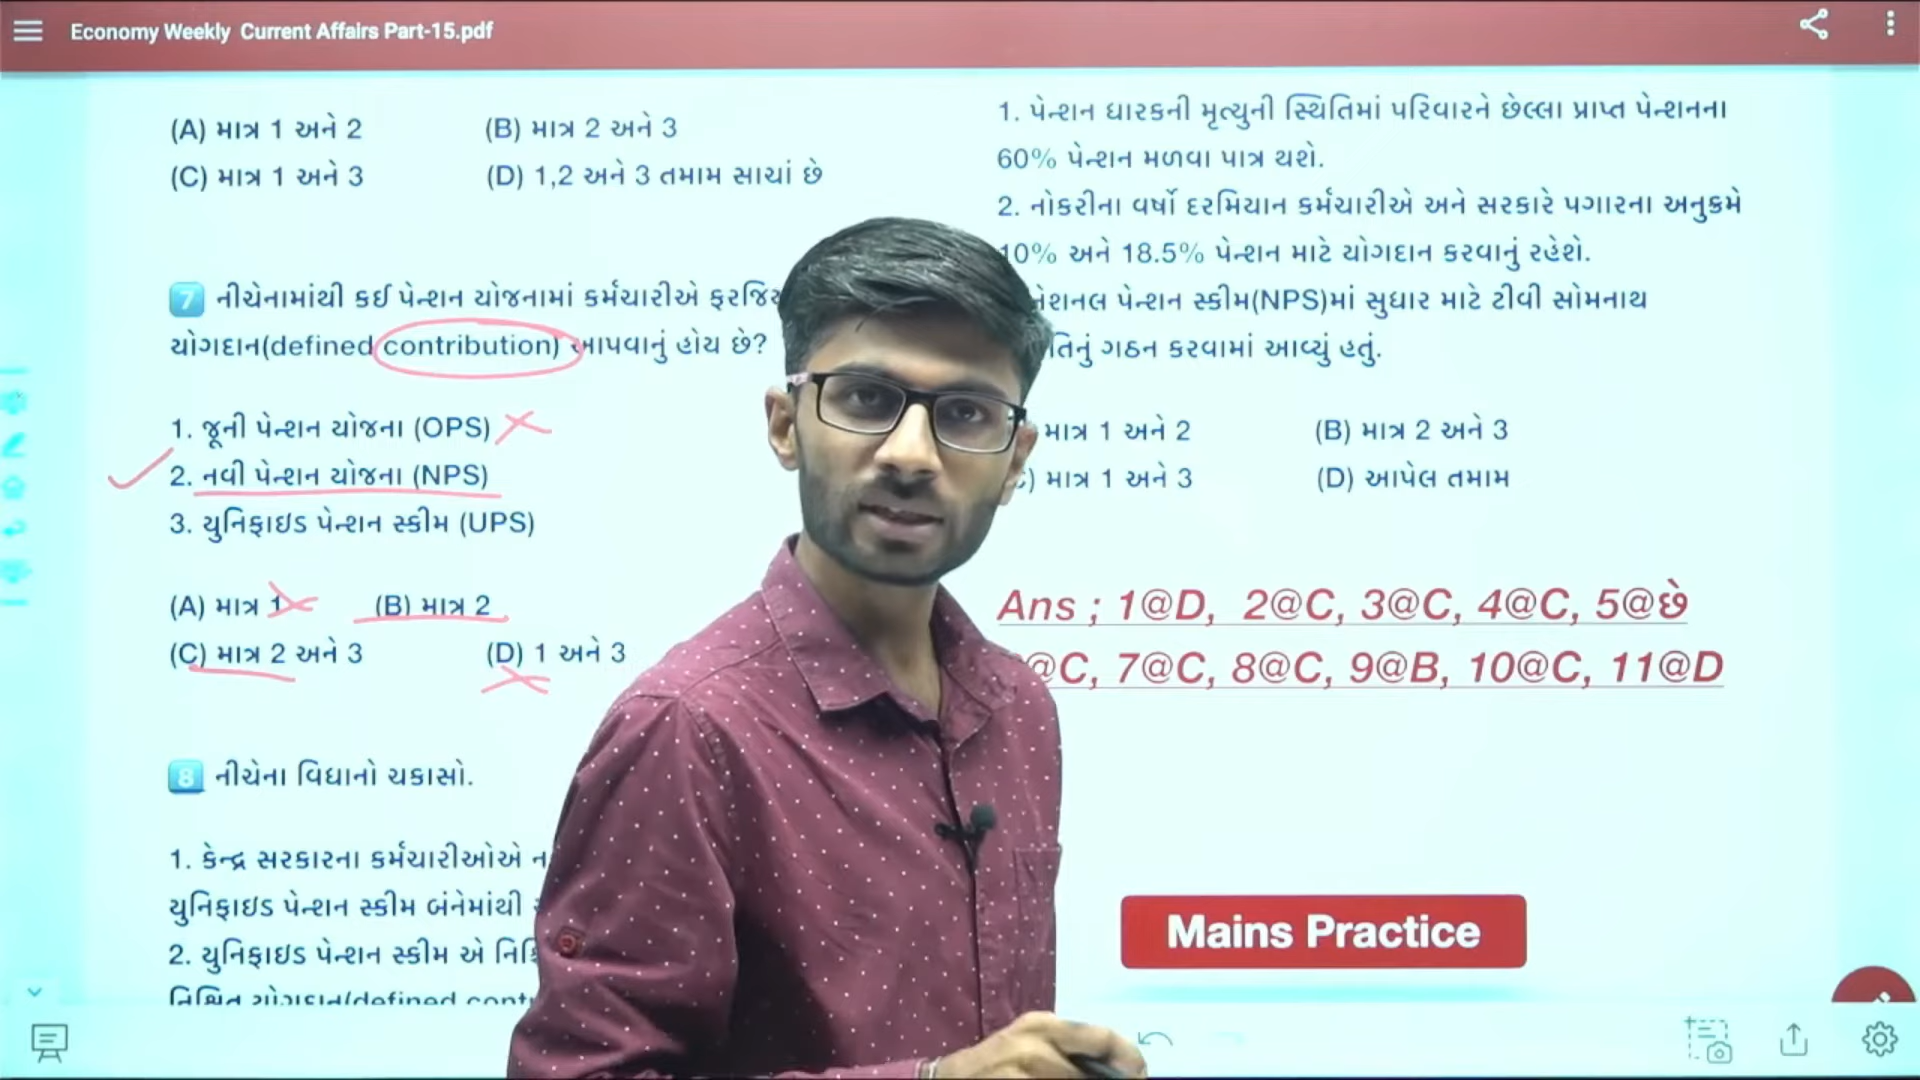 Economy Weekly Current Affairs Part-15.pdf
(A) માત્ર 1 અને 2 (B) માત્ર 2 અને 3
(C) માત્ર 1 અને 3 (D) 1,2 અને 3 તમામ સાચાં છે
7 નીચેનામાંથી કઈ પેન્શન યોજનામાં કર્મચારીએ
યોગદાન(defined contribution) આપવાનું હોય છે?
1. જૂની પેન્શન યોજના (OPS)
2. નવી પેન્શન યોજના (NPS)
3. યુનિફાઇડ પેન્શન સ્કીમ (UPS)
(A) માત્ર 1 (B) માત્ર 2
(C) માત્ર 2 અને 3 (D) 1 અને 3
8 નીચેના વિધાનો ચકાસો.
1. કેન્દ્ર સરકારના કર્મચારીઓએ
યુનિફાઇડ પેન્શન સ્કીમ બંનેમાંથી
2. યુનિફાઇડ પેન્શન સ્કીમ એ
નિશ્ચિત યોગદાન(defined
1. પેન્શન ધારકની મૃત્યુની સ્થિતિમાં પરિવારને છેલ્લા પ્રાપ્ત પેન્શનના
60% પેન્શન મળવા પાત્ર થશે.
2. નોકરીના વર્ષો દરમિયાન કર્મચારીએ અને સરકારે પગારના અનુક્રમે
10% અને 18.5% પેન્શન માટે યોગદાન કરવાનું રહેશે.
પેન્શન સ્કીમ(NPS)માં સુધાર માટે ટીવી સોમનાથ
ગઠન કરવામાં આવ્યું હતું.
માત્ર 1 અને 2 (B) માત્ર 2 અને 3
માત્ર 1 અને 3 (D) આપેલ તમામ
Ans ; 1@D, 2@C, 3@C, 4@C, 5@છે
@C, 7@C, 8@C, 9@B, 10@C, 11@D
Mains Practice